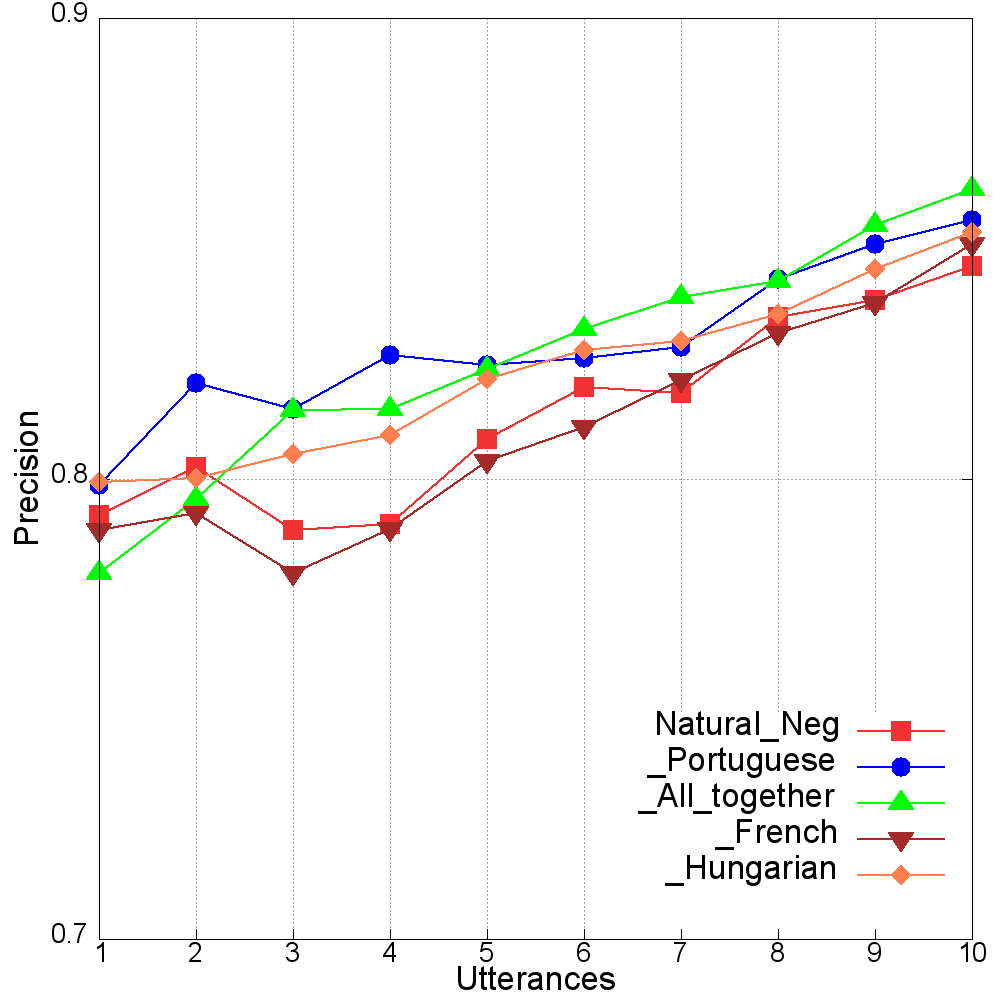 0.9
0.8
0.7
Precision
1 2 3 4 5 6 7 8 9 10
Utterances
Natural_Neg
_Portuguese
_All_together
_French
_Hungarian